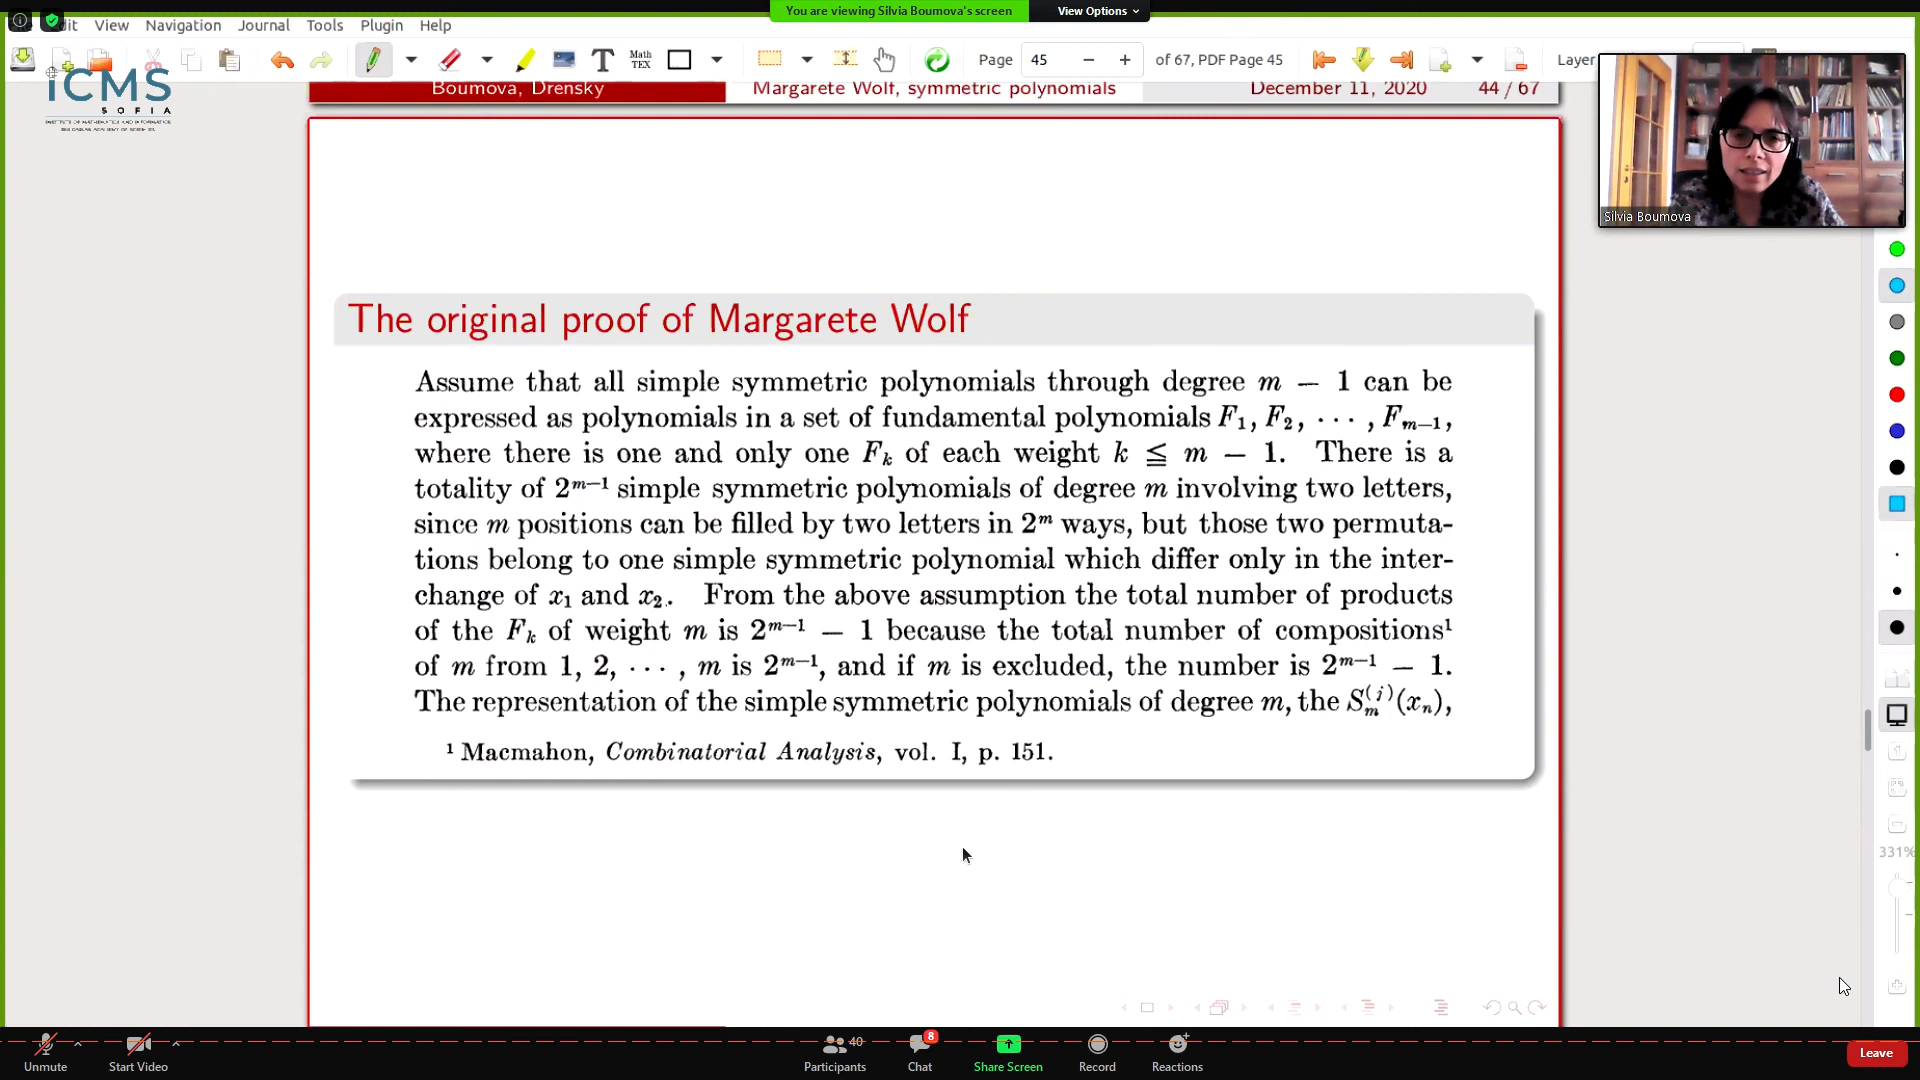 You are viewing Silvia Boumova's screen
View Options
View Navigation Journal Tools Plugin Help
Math TEX
Page 45 of 67, PDF Page 45
Layer
iCMS
SOFIA
Boumova, Drensky Margarete Wolf, symmetric polynomials December 11, 2020 44 / 67
Silvia Boumova
The original proof of Margarete Wolf
Assume that all simple symmetric polynomials through degree m − 1 can be
expressed as polynomials in a set of fundamental polynomials F₁, F₂, ⋯ , Fₘ₋₁,
where there is one and only one Fₖ of each weight k ≦ m − 1. There is a
totality of 2ᵐ⁻¹ simple symmetric polynomials of degree m involving two letters,
since m positions can be filled by two letters in 2ᵐ ways, but those two permuta-
tions belong to one simple symmetric polynomial which differ only in the inter-
change of x₁ and x₂. From the above assumption the total number of products
of the Fₖ of weight m is 2ᵐ⁻¹ − 1 because the total number of compositions¹
of m from 1, 2, ⋯ , m is 2ᵐ⁻¹, and if m is excluded, the number is 2ᵐ⁻¹ − 1.
The representation of the simple symmetric polynomials of degree m, the Sₘ⁽ʲ⁾(xₙ),
¹ Macmahon, Combinatorial Analysis, vol. I, p. 151.
331%
Unmute
Start Video
Participants 40
Chat 8
Share Screen
Record
Reactions
Leave